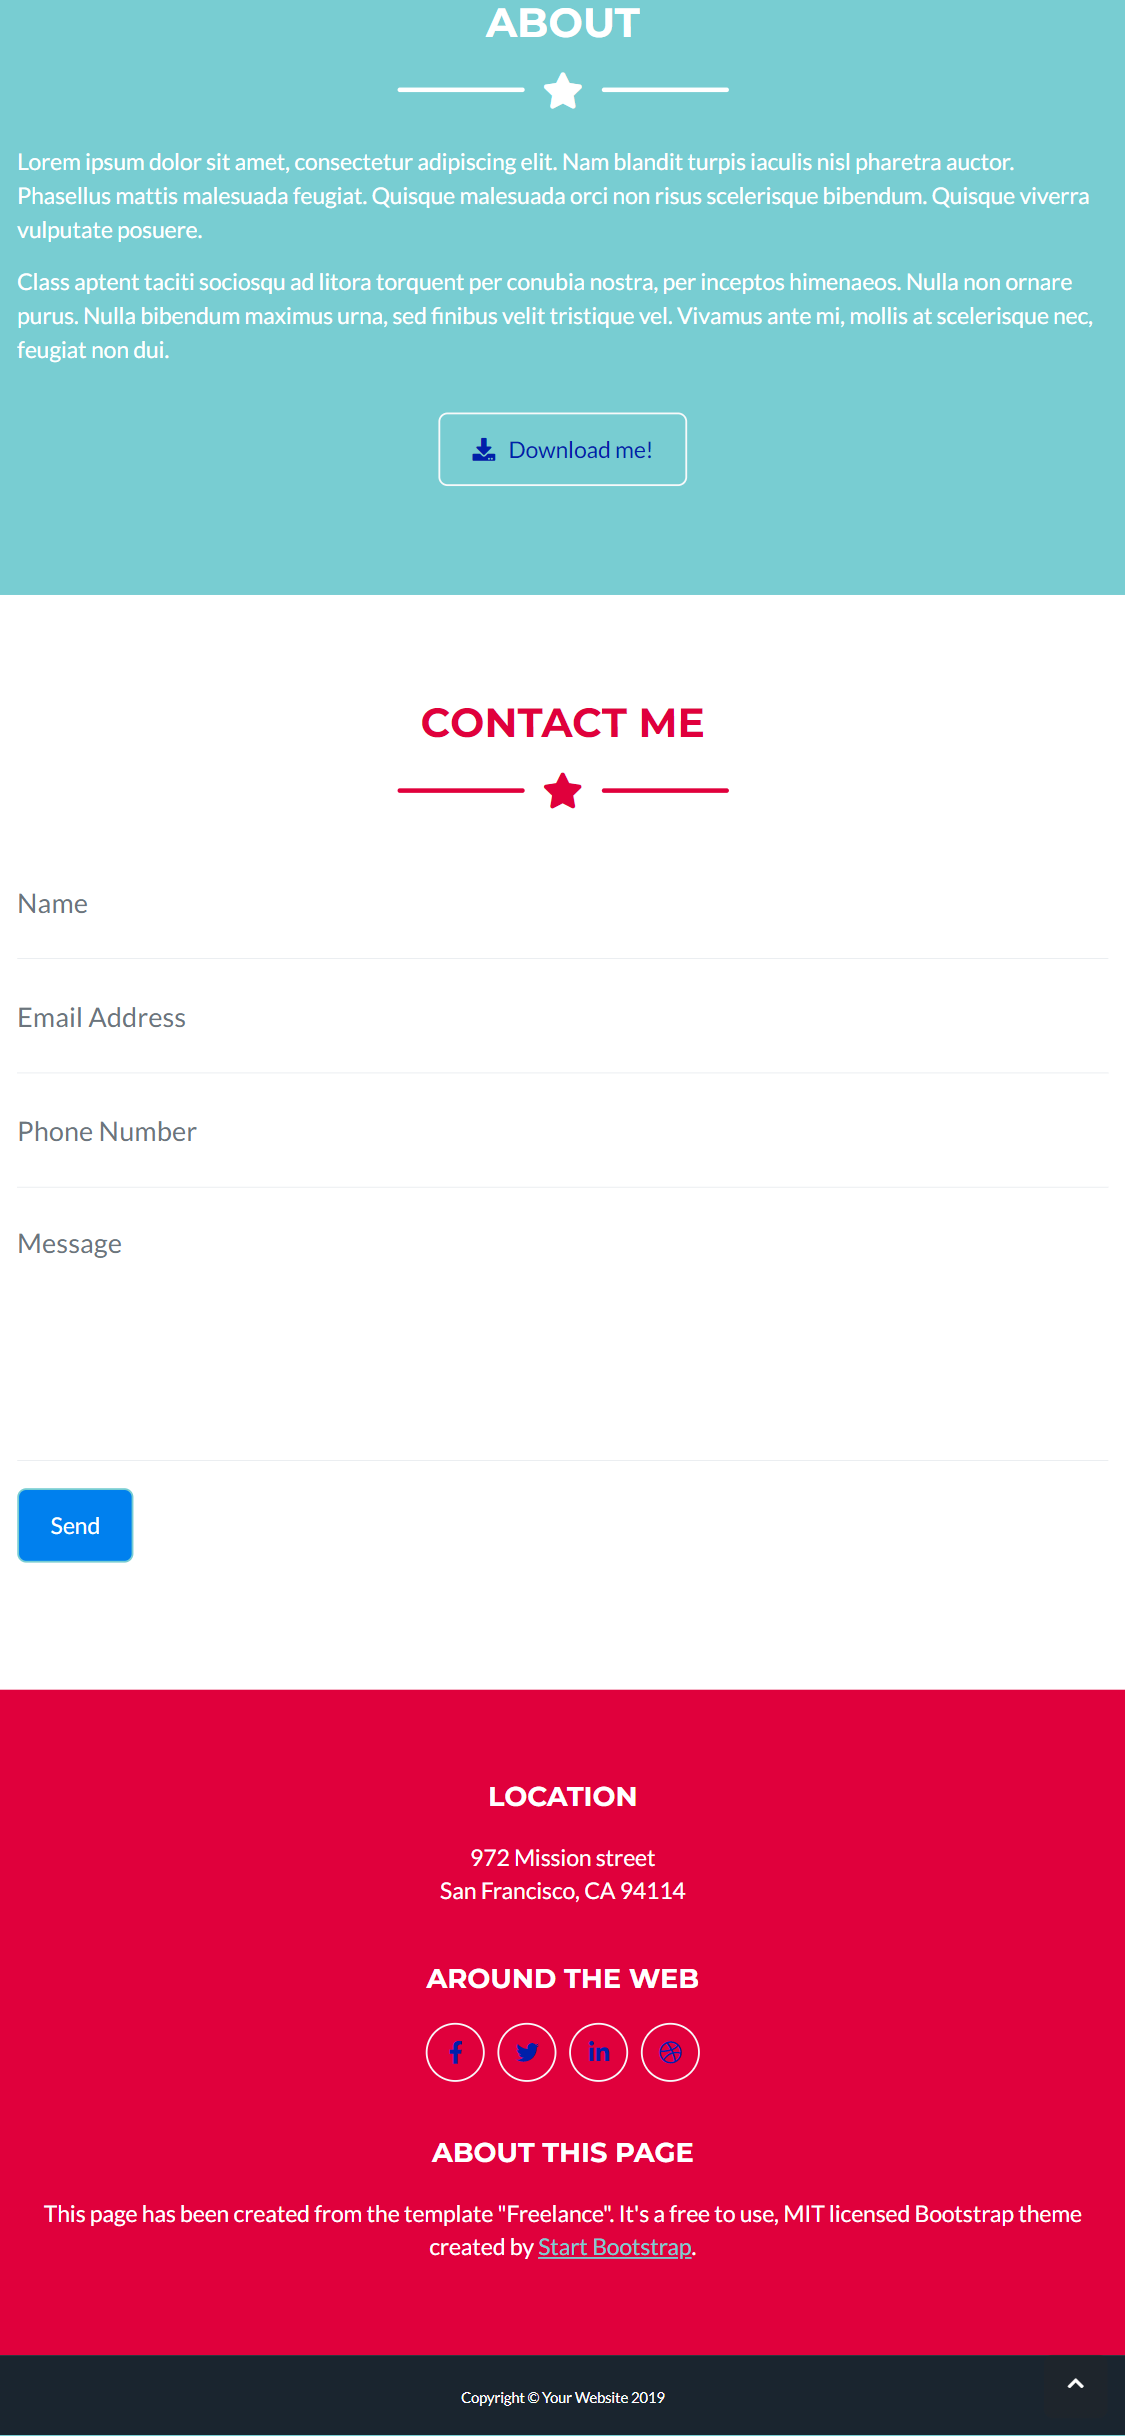 ABOUT
Lorem ipsum dolor sit amet, consectetur adipiscing elit. Nam blandit turpis iaculis nisl pharetra auctor.
Phasellus mattis malesuada feugiat. Quisque malesuada orci non risus scelerisque bibendum. Quisque viverra
vulputate posuere.
Class aptent taciti sociosqu ad litora torquent per conubia nostra, per inceptos himenaeos. Nulla non ornare
purus. Nulla bibendum maximus urna, sed finibus velit tristique vel. Vivamus ante mi, mollis at scelerisque nec,
feugiat non dui.
Download me!
CONTACT ME
Name
Email Address
Phone Number
Message
Send
LOCATION
972 Mission street
San Francisco, CA 94114
AROUND THE WEB
ABOUT THIS PAGE
This page has been created from the template "Freelance". It's a free to use, MIT licensed Bootstrap theme
created by Start Bootstrap.
Copyright © Your Website 2019